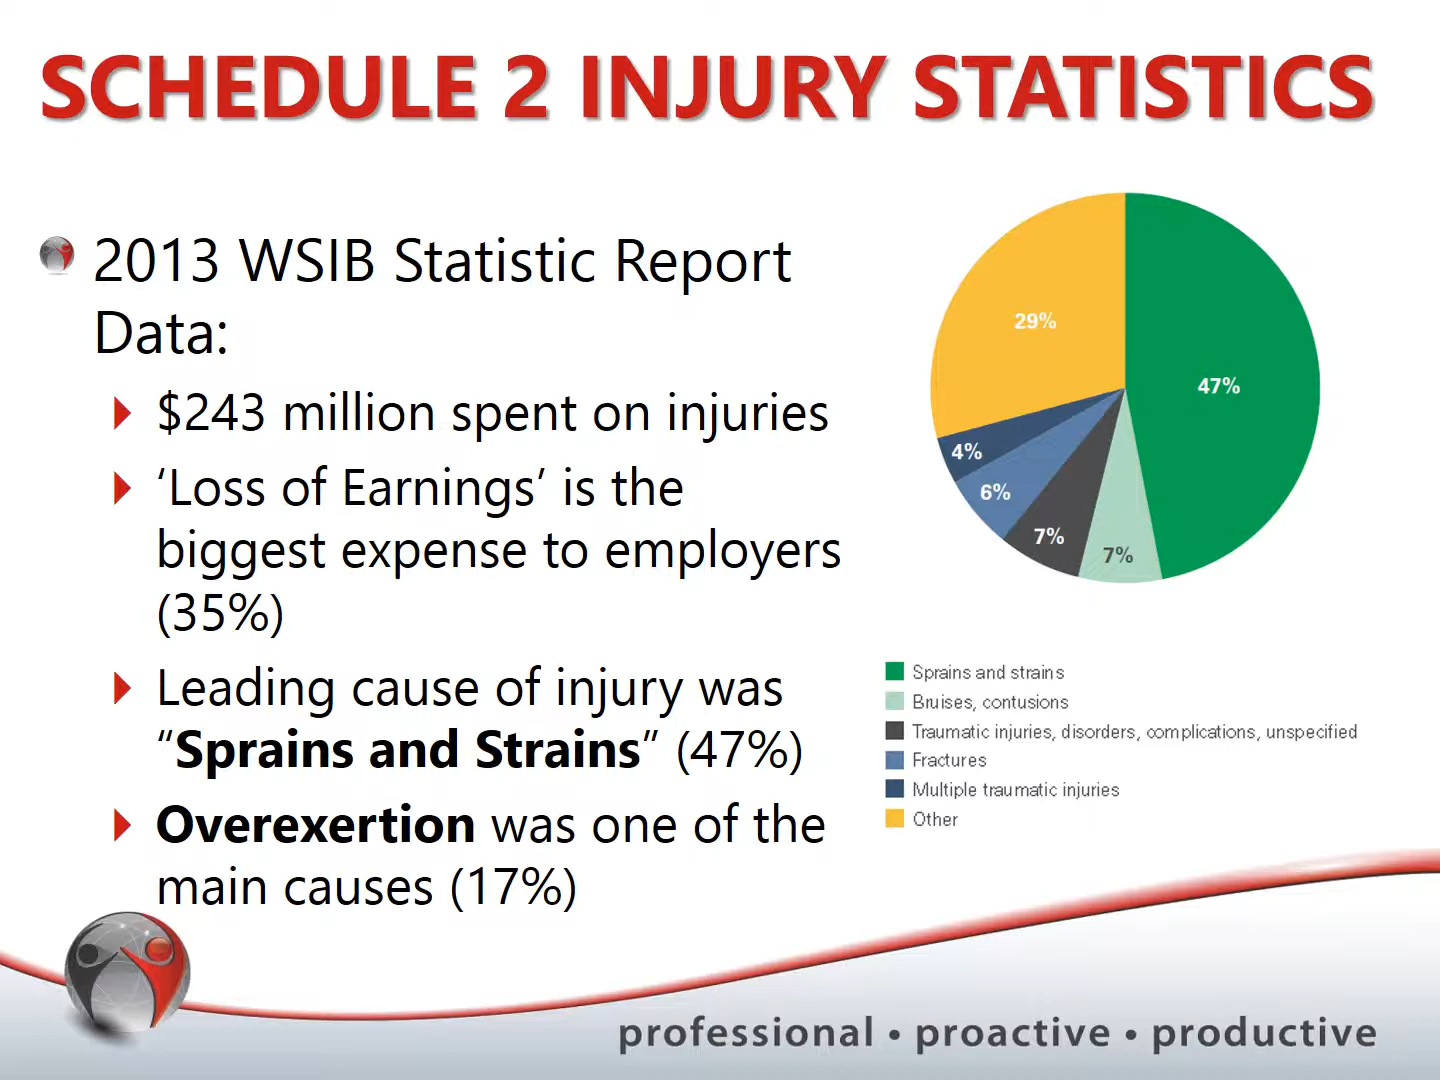 SCHEDULE 2 INJURY STATISTICS
2013 WSIB Statistic Report
Data:
$243 million spent on injuries
‘Loss of Earnings’ is the
biggest expense to employers
(35%)
Leading cause of injury was
“Sprains and Strains” (47%)
Overexertion was one of the
main causes (17%)
29%
47%
4%
6%
7%
7%
Sprains and strains
Bruises, contusions
Traumatic injuries, disorders, complications, unspecified
Fractures
Multiple traumatic injuries
Other
professional • proactive • productive